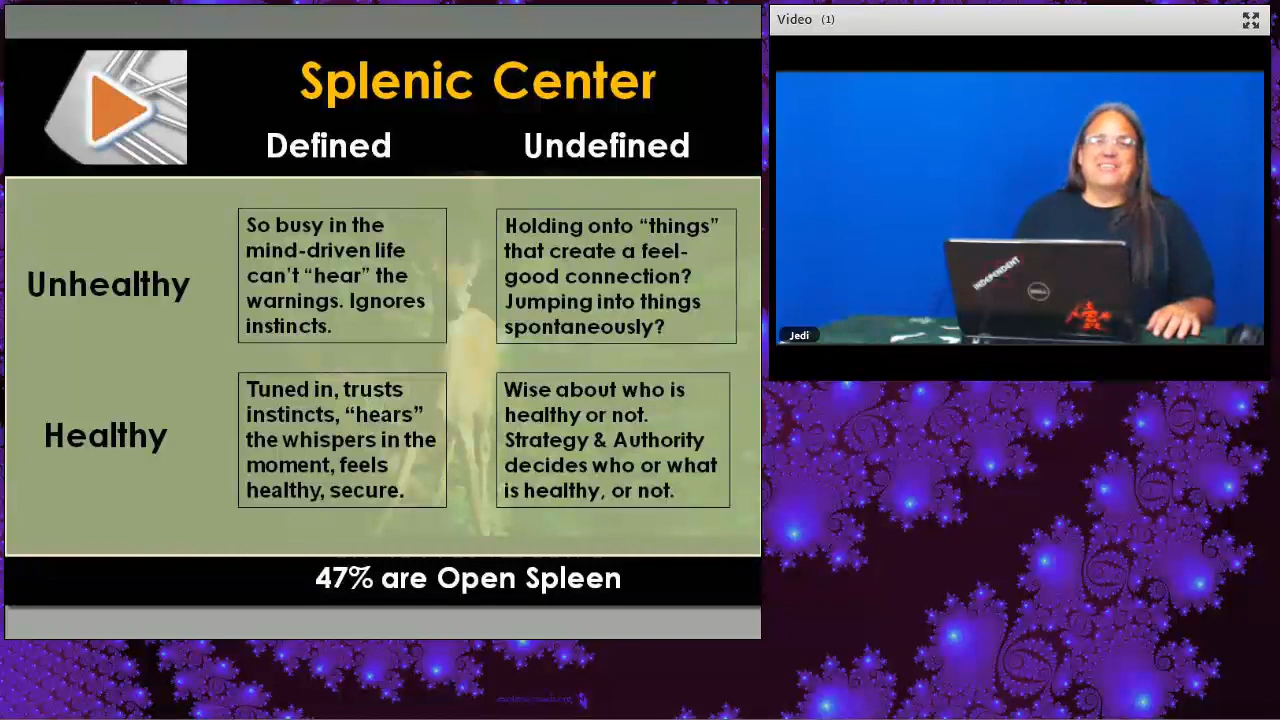 Splenic Center
Defined
Undefined
Unhealthy
So busy in the
mind-driven life
can’t “hear” the
warnings. Ignores
instincts.
Holding onto “things”
that create a feel-
good connection?
Jumping into things
spontaneously?
Healthy
Tuned in, trusts
instincts, “hears”
the whispers in the
moment, feels
healthy, secure.
Wise about who is
healthy or not.
Strategy & Authority
decides who or what
is healthy, or not.
47% are Open Spleen
Video (1)
INDEPENDENT
DELL
Jedi